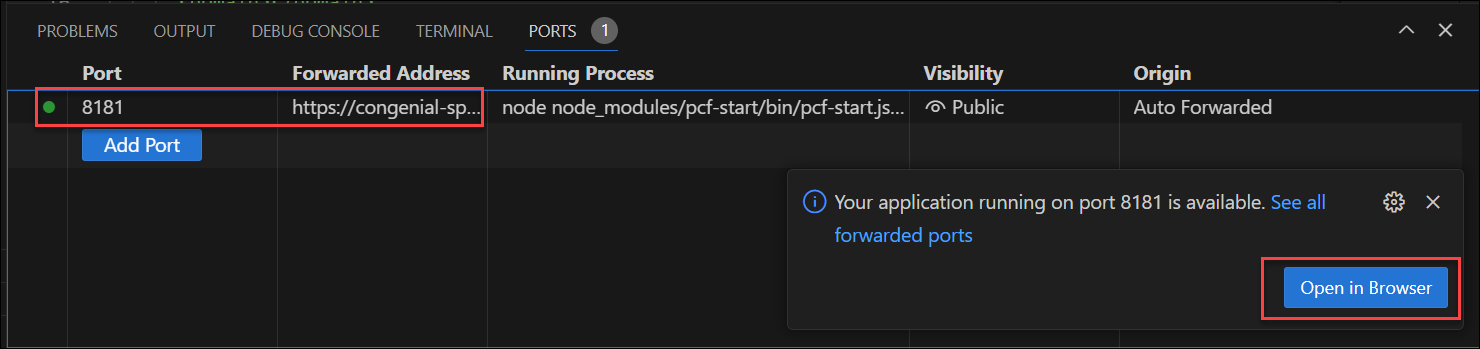 PROBLEMS OUTPUT DEBUG CONSOLE TERMINAL PORTS 1
Port Forwarded Address Running Process Visibility Origin
8181 https://congenial-sp... node node_modules/pcf-start/bin/pcf-start.js... Public Auto Forwarded
Add Port
Your application running on port 8181 is available. See all
forwarded ports
Open in Browser